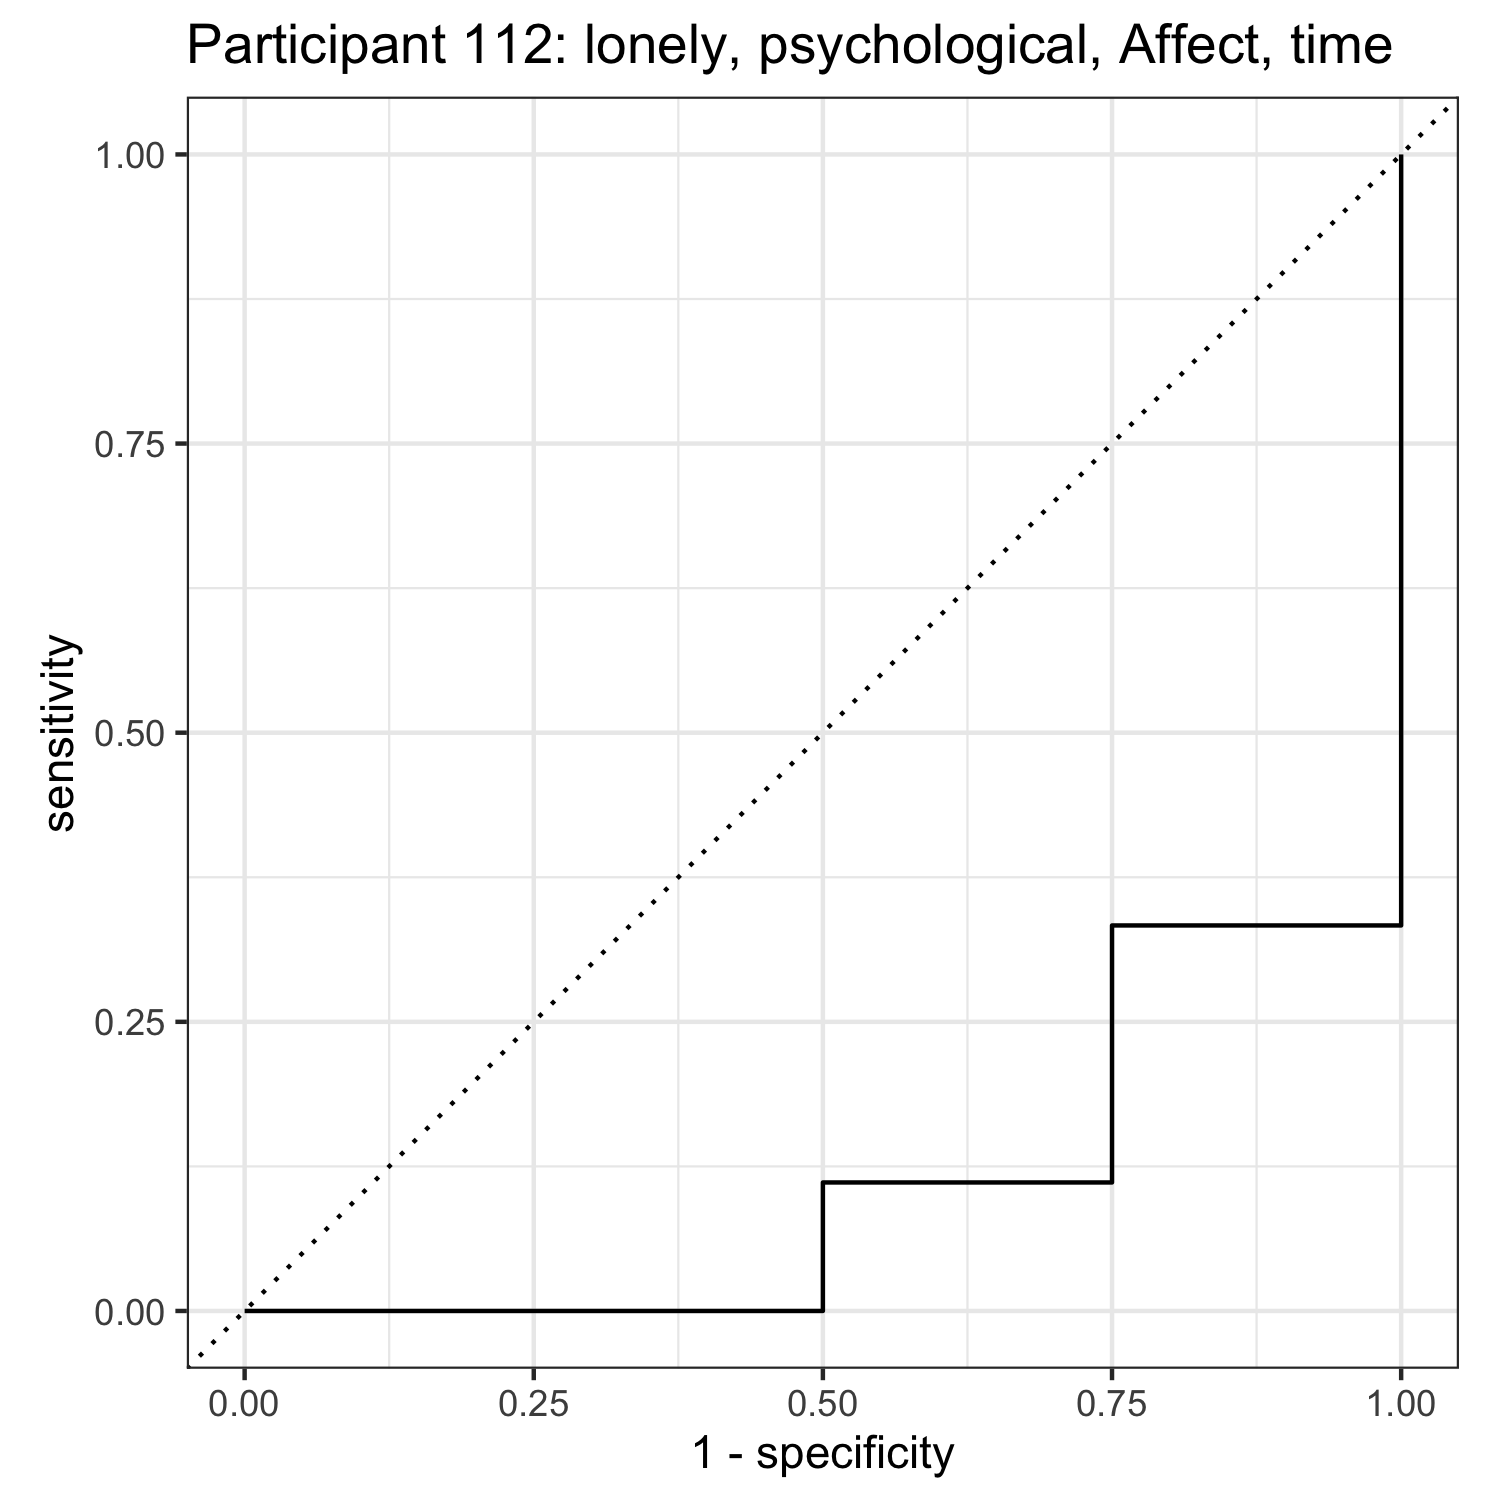 Participant 112: lonely, psychological, Affect, time
sensitivity
1.00
0.75
0.50
0.25
0.00
0.00 0.25 0.50 0.75 1.00
1 - specificity